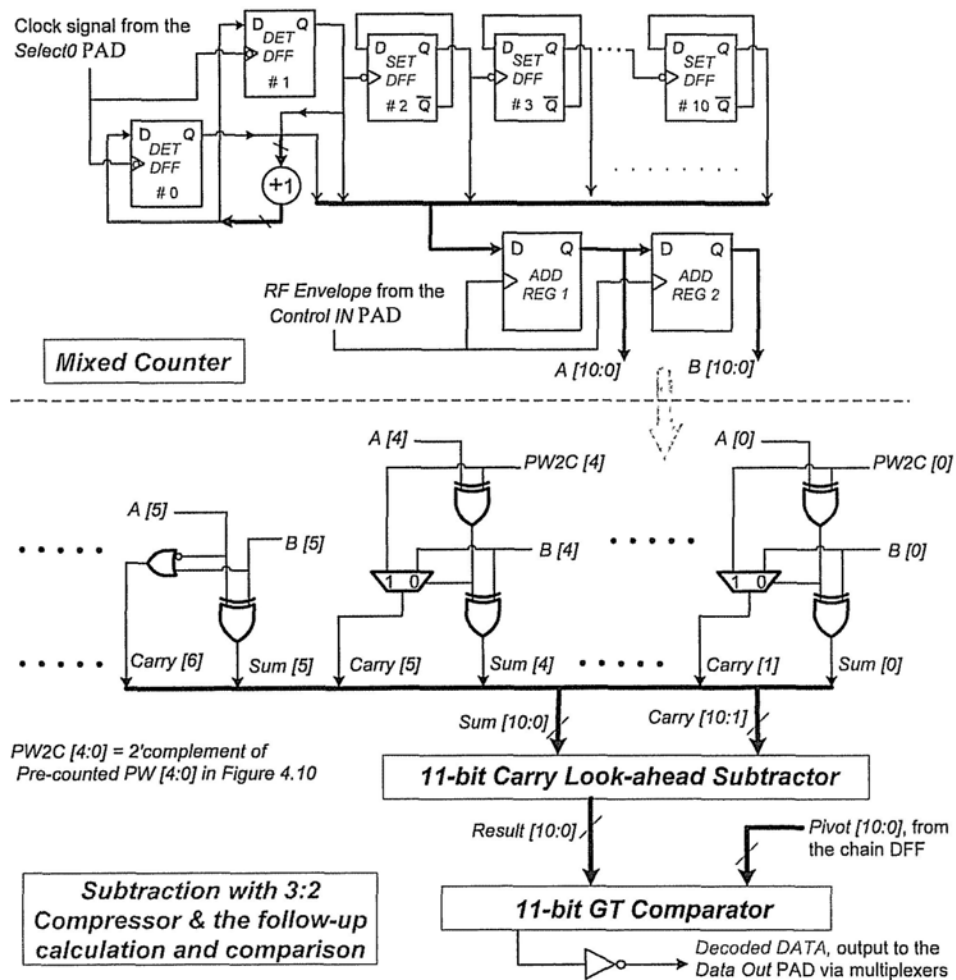 Clock signal from the
Select0 PAD
D DET Q
DFF
# 1
D Q
SET
DFF
# 2 Q̅
D Q
SET
DFF
# 3 Q̅
D Q
SET
DFF
# 10 Q̅
D Q
DET
DFF
# 0
+1
D Q
ADD
REG 1
D Q
ADD
REG 2
RF Envelope from the
Control IN PAD
Mixed Counter
A [10:0]
B [10:0]
A [4]
PW2C [4]
A [0]
PW2C [0]
A [5]
B [5]
B [4]
B [0]
1 0
1 0
Carry [6]
Sum [5]
Carry [5]
Sum [4]
Carry [1]
Sum [0]
Sum [10:0]
Carry [10:1]
PW2C [4:0] = 2'complement of
Pre-counted PW [4:0] in Figure 4.10
11-bit Carry Look-ahead Subtractor
Result [10:0]
Pivot [10:0], from
the chain DFF
Subtraction with 3:2
Compressor & the follow-up
calculation and comparison
11-bit GT Comparator
Decoded DATA, output to the
Data Out PAD via multiplexers